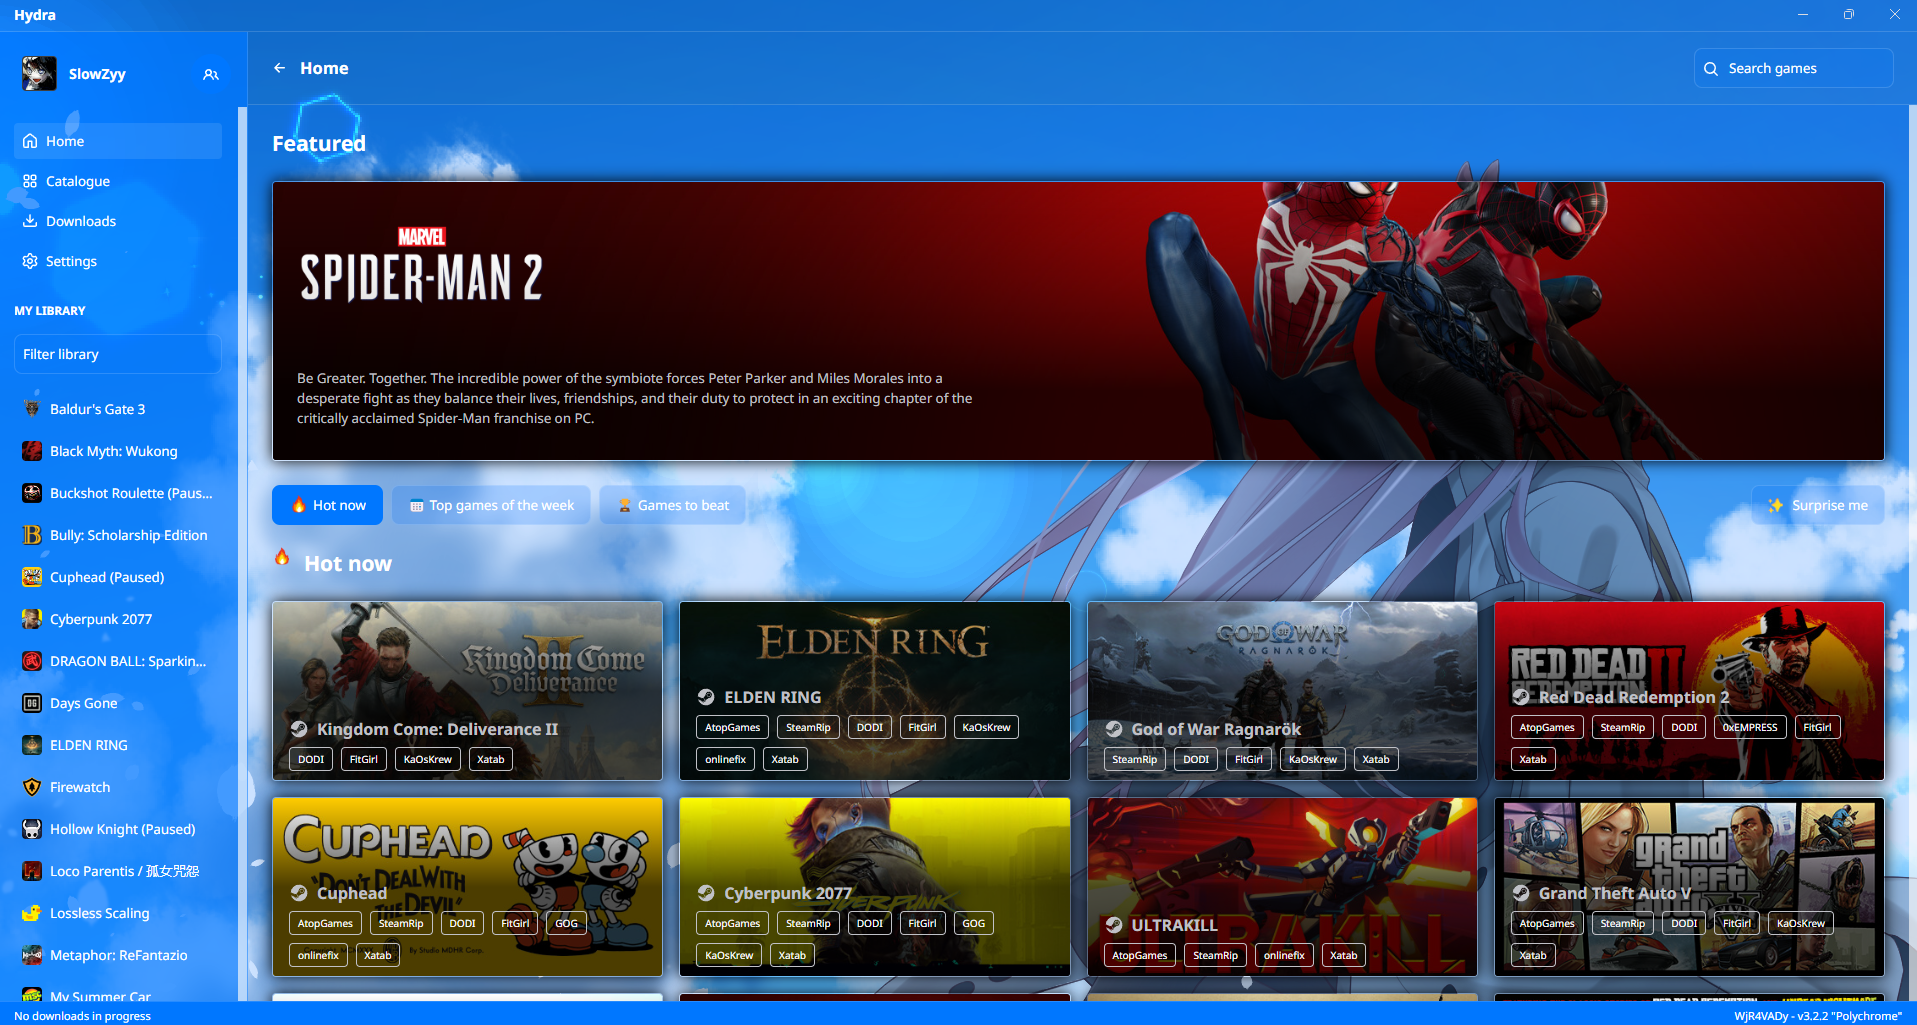 Hydra
SlowZyy
Home
Catalogue
Downloads
Settings
MY LIBRARY
Filter library
Baldur's Gate 3
Black Myth: Wukong
Buckshot Roulette (Paus...
Bully: Scholarship Edition
Cuphead (Paused)
Cyberpunk 2077
DRAGON BALL: Sparkin...
Days Gone
ELDEN RING
Firewatch
Hollow Knight (Paused)
Loco Parentis / 孤女咒怨
Lossless Scaling
Metaphor: ReFantazio
My Summer Car
Home
Search games
Featured
MARVEL
SPIDER-MAN 2
Be Greater. Together. The incredible power of the symbiote forces Peter Parker and Miles Morales into a
desperate fight as they balance their lives, friendships, and their duty to protect in an exciting chapter of the
critically acclaimed Spider-Man franchise on PC.
Hot now
Top games of the week
Games to beat
Surprise me
Hot now
Kingdom Come
Deliverance
II
Kingdom Come: Deliverance II
DODI FitGirl KaOsKrew Xatab
ELDEN RING
ELDEN RING
AtopGames SteamRip DODI FitGirl KaOsKrew
onlinefix Xatab
GOD OF WAR
RAGNARÖK
God of War Ragnarök
SteamRip DODI FitGirl KaOsKrew Xatab
RED DEAD
REDEMPTION II
Red Dead Redemption 2
AtopGames SteamRip DODI 0xEMPRESS FitGirl
Xatab
CUPHEAD
"DON'T DEAL WITH
THE DEVIL"
Cuphead
AtopGames SteamRip DODI FitGirl GOG
onlinefix Xatab
By Studio MDHR Corp.
Cyberpunk 2077
AtopGames SteamRip DODI FitGirl GOG
KaOsKrew Xatab
ULTRAKILL
ULTRAKILL
AtopGames SteamRip onlinefix Xatab
grand
theft
Grand Theft Auto V
AtopGames SteamRip DODI FitGirl KaOsKrew
Xatab
No downloads in progress
WjR4VADy - v3.2.2 "Polychrome"